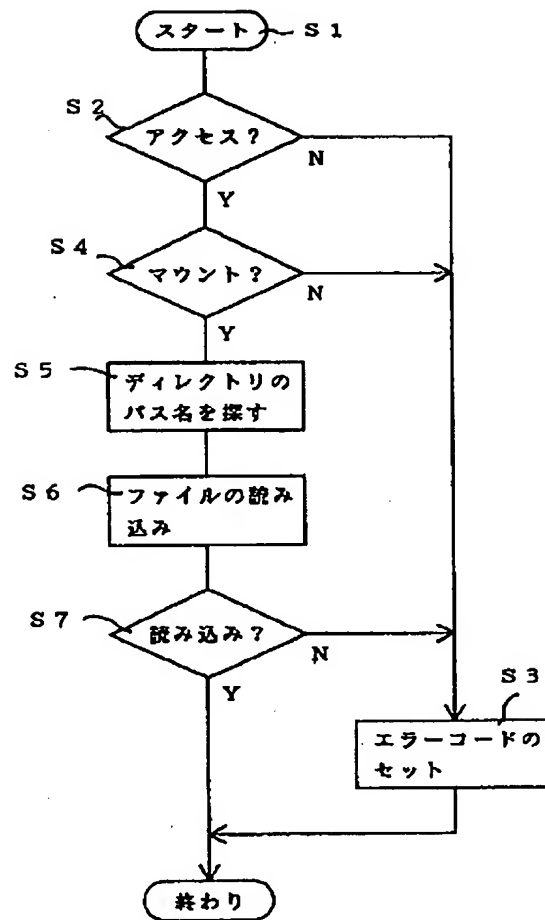 スタート
S1
S2
アクセス?
N
Y
S4
マウント?
N
Y
S5
ディレクトリの
パス名を探す
S6
ファイルの読み
込み
S7
読み込み?
N
Y
S3
エラーコードの
セット
終わり